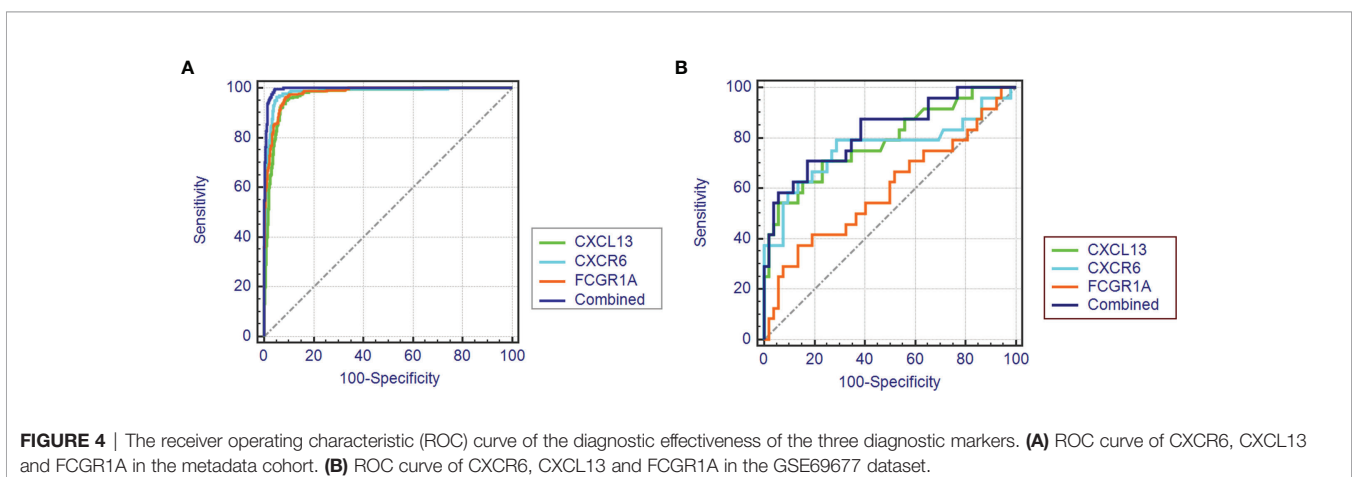 A
100
80
60
40
20
0
Sensitivity
0 20 40 60 80 100
100-Specificity
CXCL13
CXCR6
FCGR1A
Combined
B
100
80
60
40
20
0
Sensitivity
0 20 40 60 80 100
100-Specificity
CXCL13
CXCR6
FCGR1A
Combined
FIGURE 4 | The receiver operating characteristic (ROC) curve of the diagnostic effectiveness of the three diagnostic markers. (A) ROC curve of CXCR6, CXCL13
and FCGR1A in the metadata cohort. (B) ROC curve of CXCR6, CXCL13 and FCGR1A in the GSE69677 dataset.